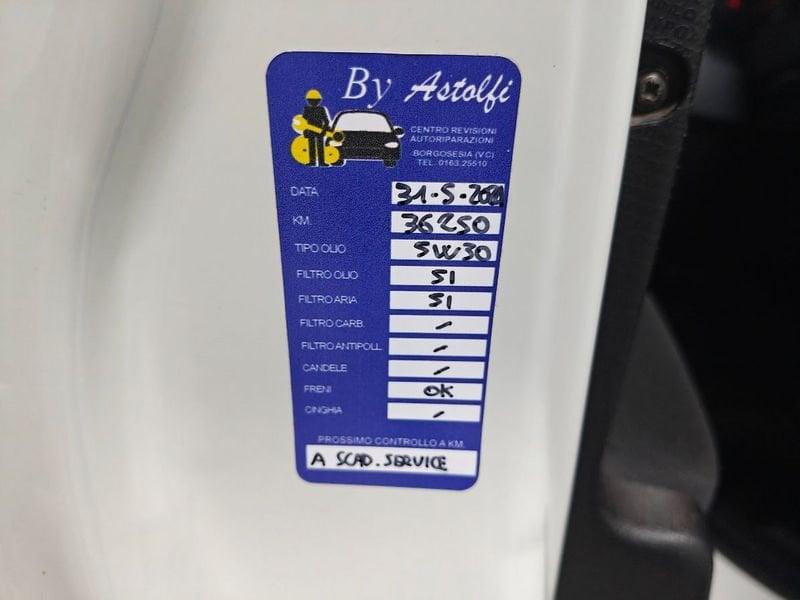 By Astolfi
CENTRO REVISIONI
AUTORIPARAZIONI
BORGOSESIA (VC)
TEL. 0163.25510
DATA 31-5-
KM. 36250
TIPO OLIO 5W30
FILTRO OLIO SI
FILTRO ARIA SI
FILTRO CARB. /
FILTRO ANTIPOLL. /
CANDELE /
FRENI OK
CINGHIA /
PROSSIMO CONTROLLO A KM.
A SCAD. SERVICE